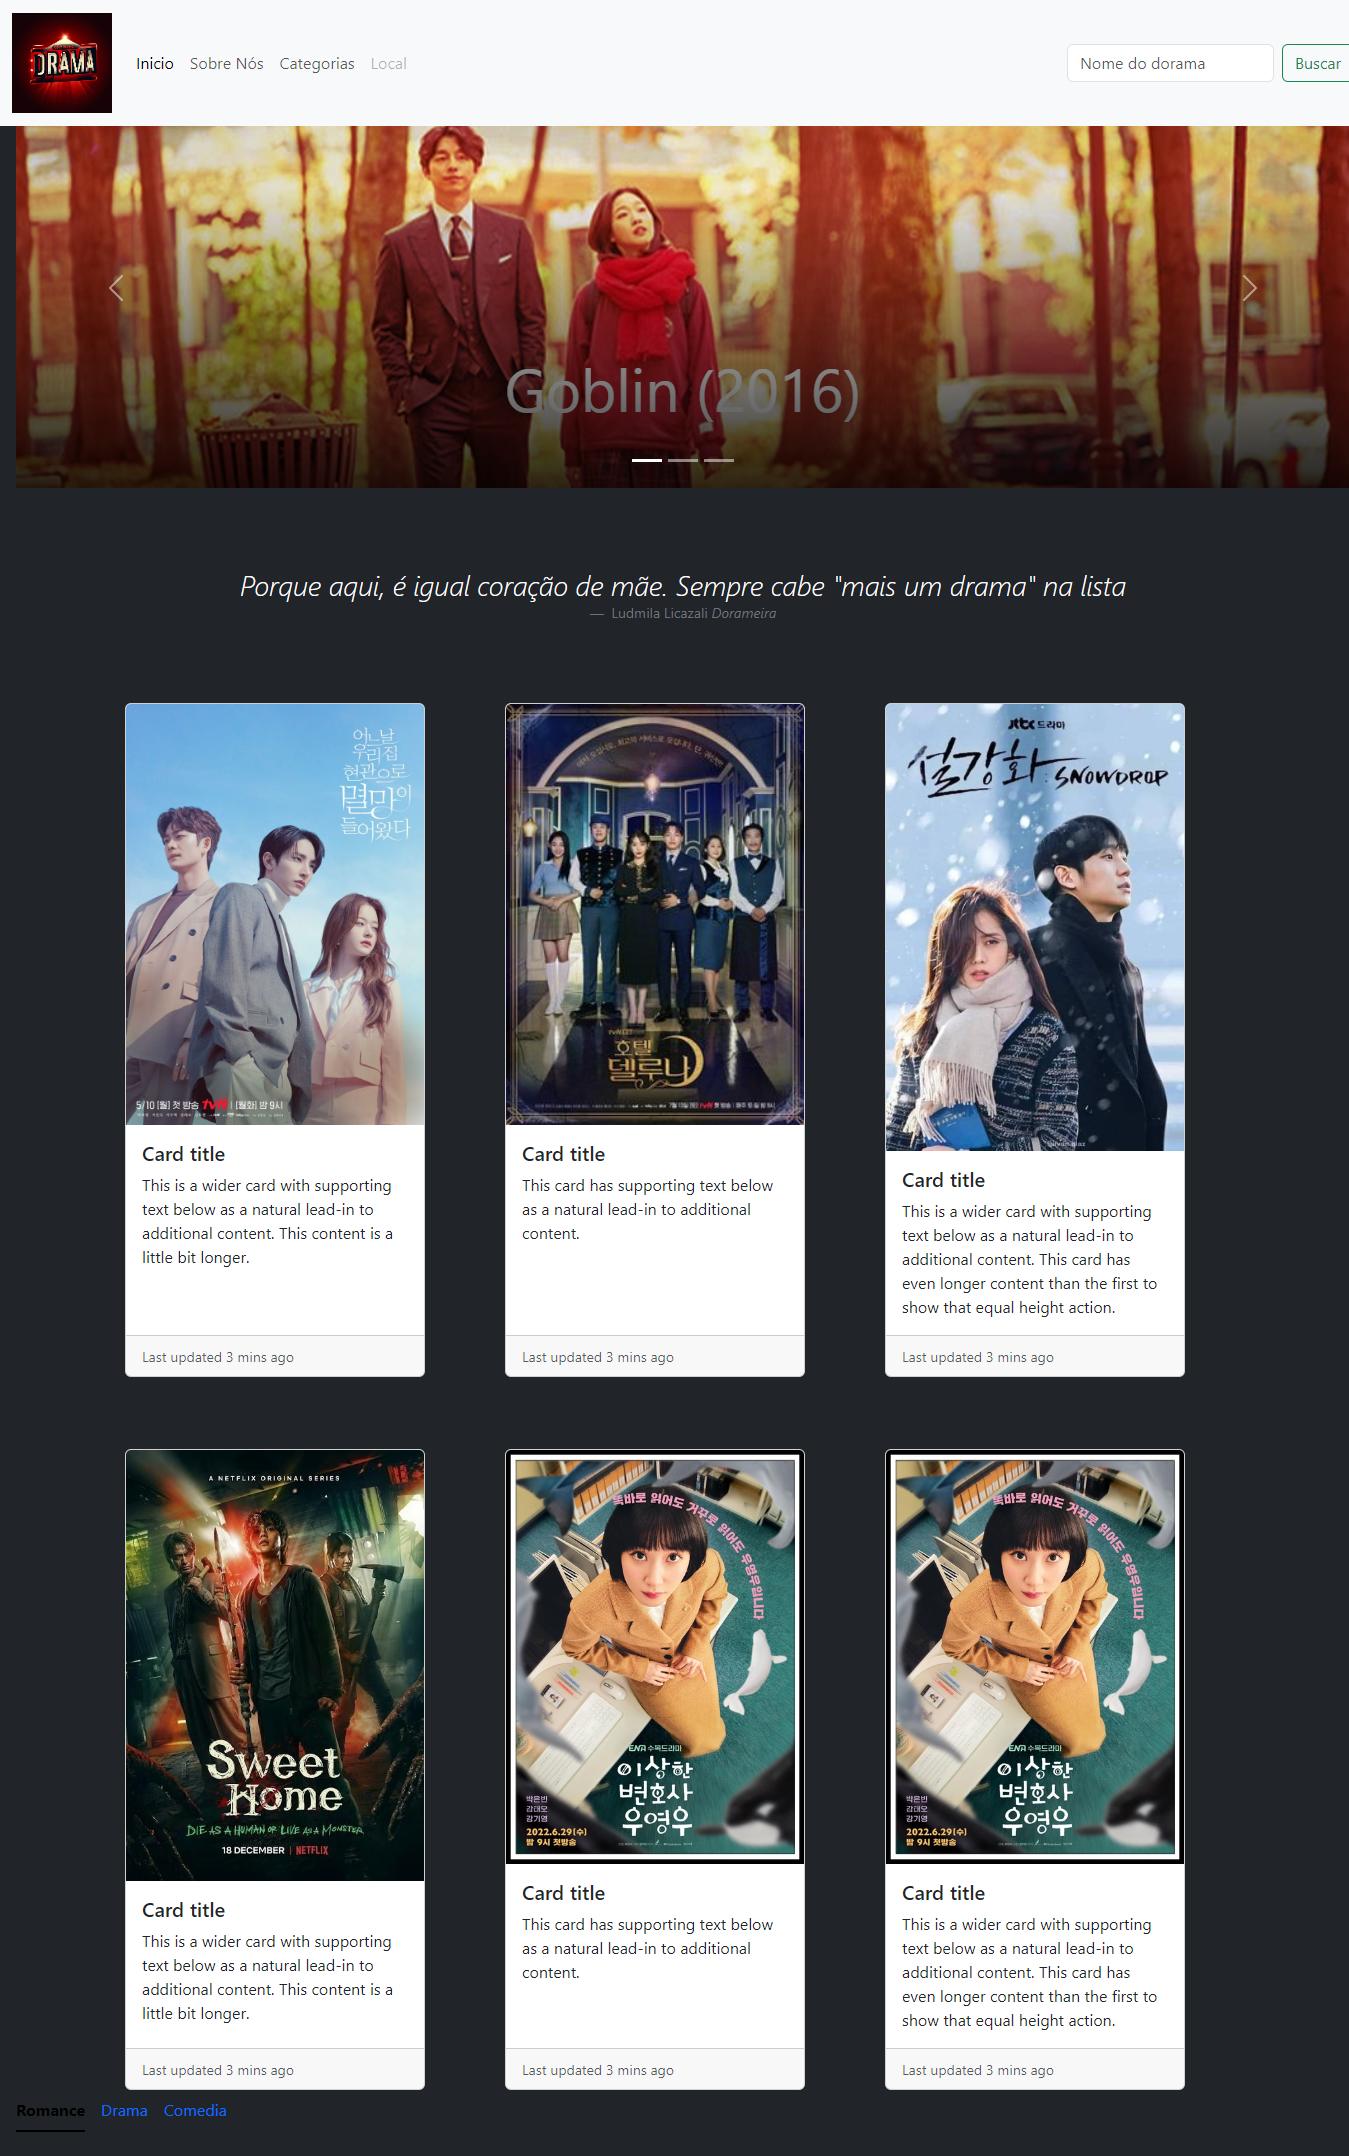 DRAMA
Inicio Sobre Nós Categorias Local
Nome do dorama
Buscar
Goblin (2016)
Porque aqui, é igual coração de mãe. Sempre cabe "mais um drama" na lista
— Ludmila Licazali Dorameira
어느날
우리집
현관으로
멸망이
들어왔다
5/10 [월] 첫 방송 tvN [월화] 밤 9시
Card title
This is a wider card with supporting
text below as a natural lead-in to
additional content. This content is a
little bit longer.
Last updated 3 mins ago
호텔
델루나
Card title
This card has supporting text below
as a natural lead-in to additional
content.
Last updated 3 mins ago
jtbc 드라마
설강화 : SNOWDROP
Card title
This is a wider card with supporting
text below as a natural lead-in to
additional content. This card has
even longer content than the first to
show that equal height action.
Last updated 3 mins ago
A NETFLIX ORIGINAL SERIES
Sweet
Home
DIE AS A HUMAN OR LIVE AS A MONSTER
18 DECEMBER | NETFLIX
Card title
This is a wider card with supporting
text below as a natural lead-in to
additional content. This content is a
little bit longer.
Last updated 3 mins ago
똑바로 읽어도 거꾸로 읽어도 우영우입니다
ENA 수목드라마
이상한
변호사
우영우
박은빈
강태오
강기영
2022.6.29(수)
밤 9시 첫방송
Card title
This card has supporting text below
as a natural lead-in to additional
content.
Last updated 3 mins ago
똑바로 읽어도 거꾸로 읽어도 우영우입니다
ENA 수목드라마
이상한
변호사
우영우
박은빈
강태오
강기영
2022.6.29(수)
밤 9시 첫방송
Card title
This is a wider card with supporting
text below as a natural lead-in to
additional content. This card has
even longer content than the first to
show that equal height action.
Last updated 3 mins ago
Romance Drama Comedia